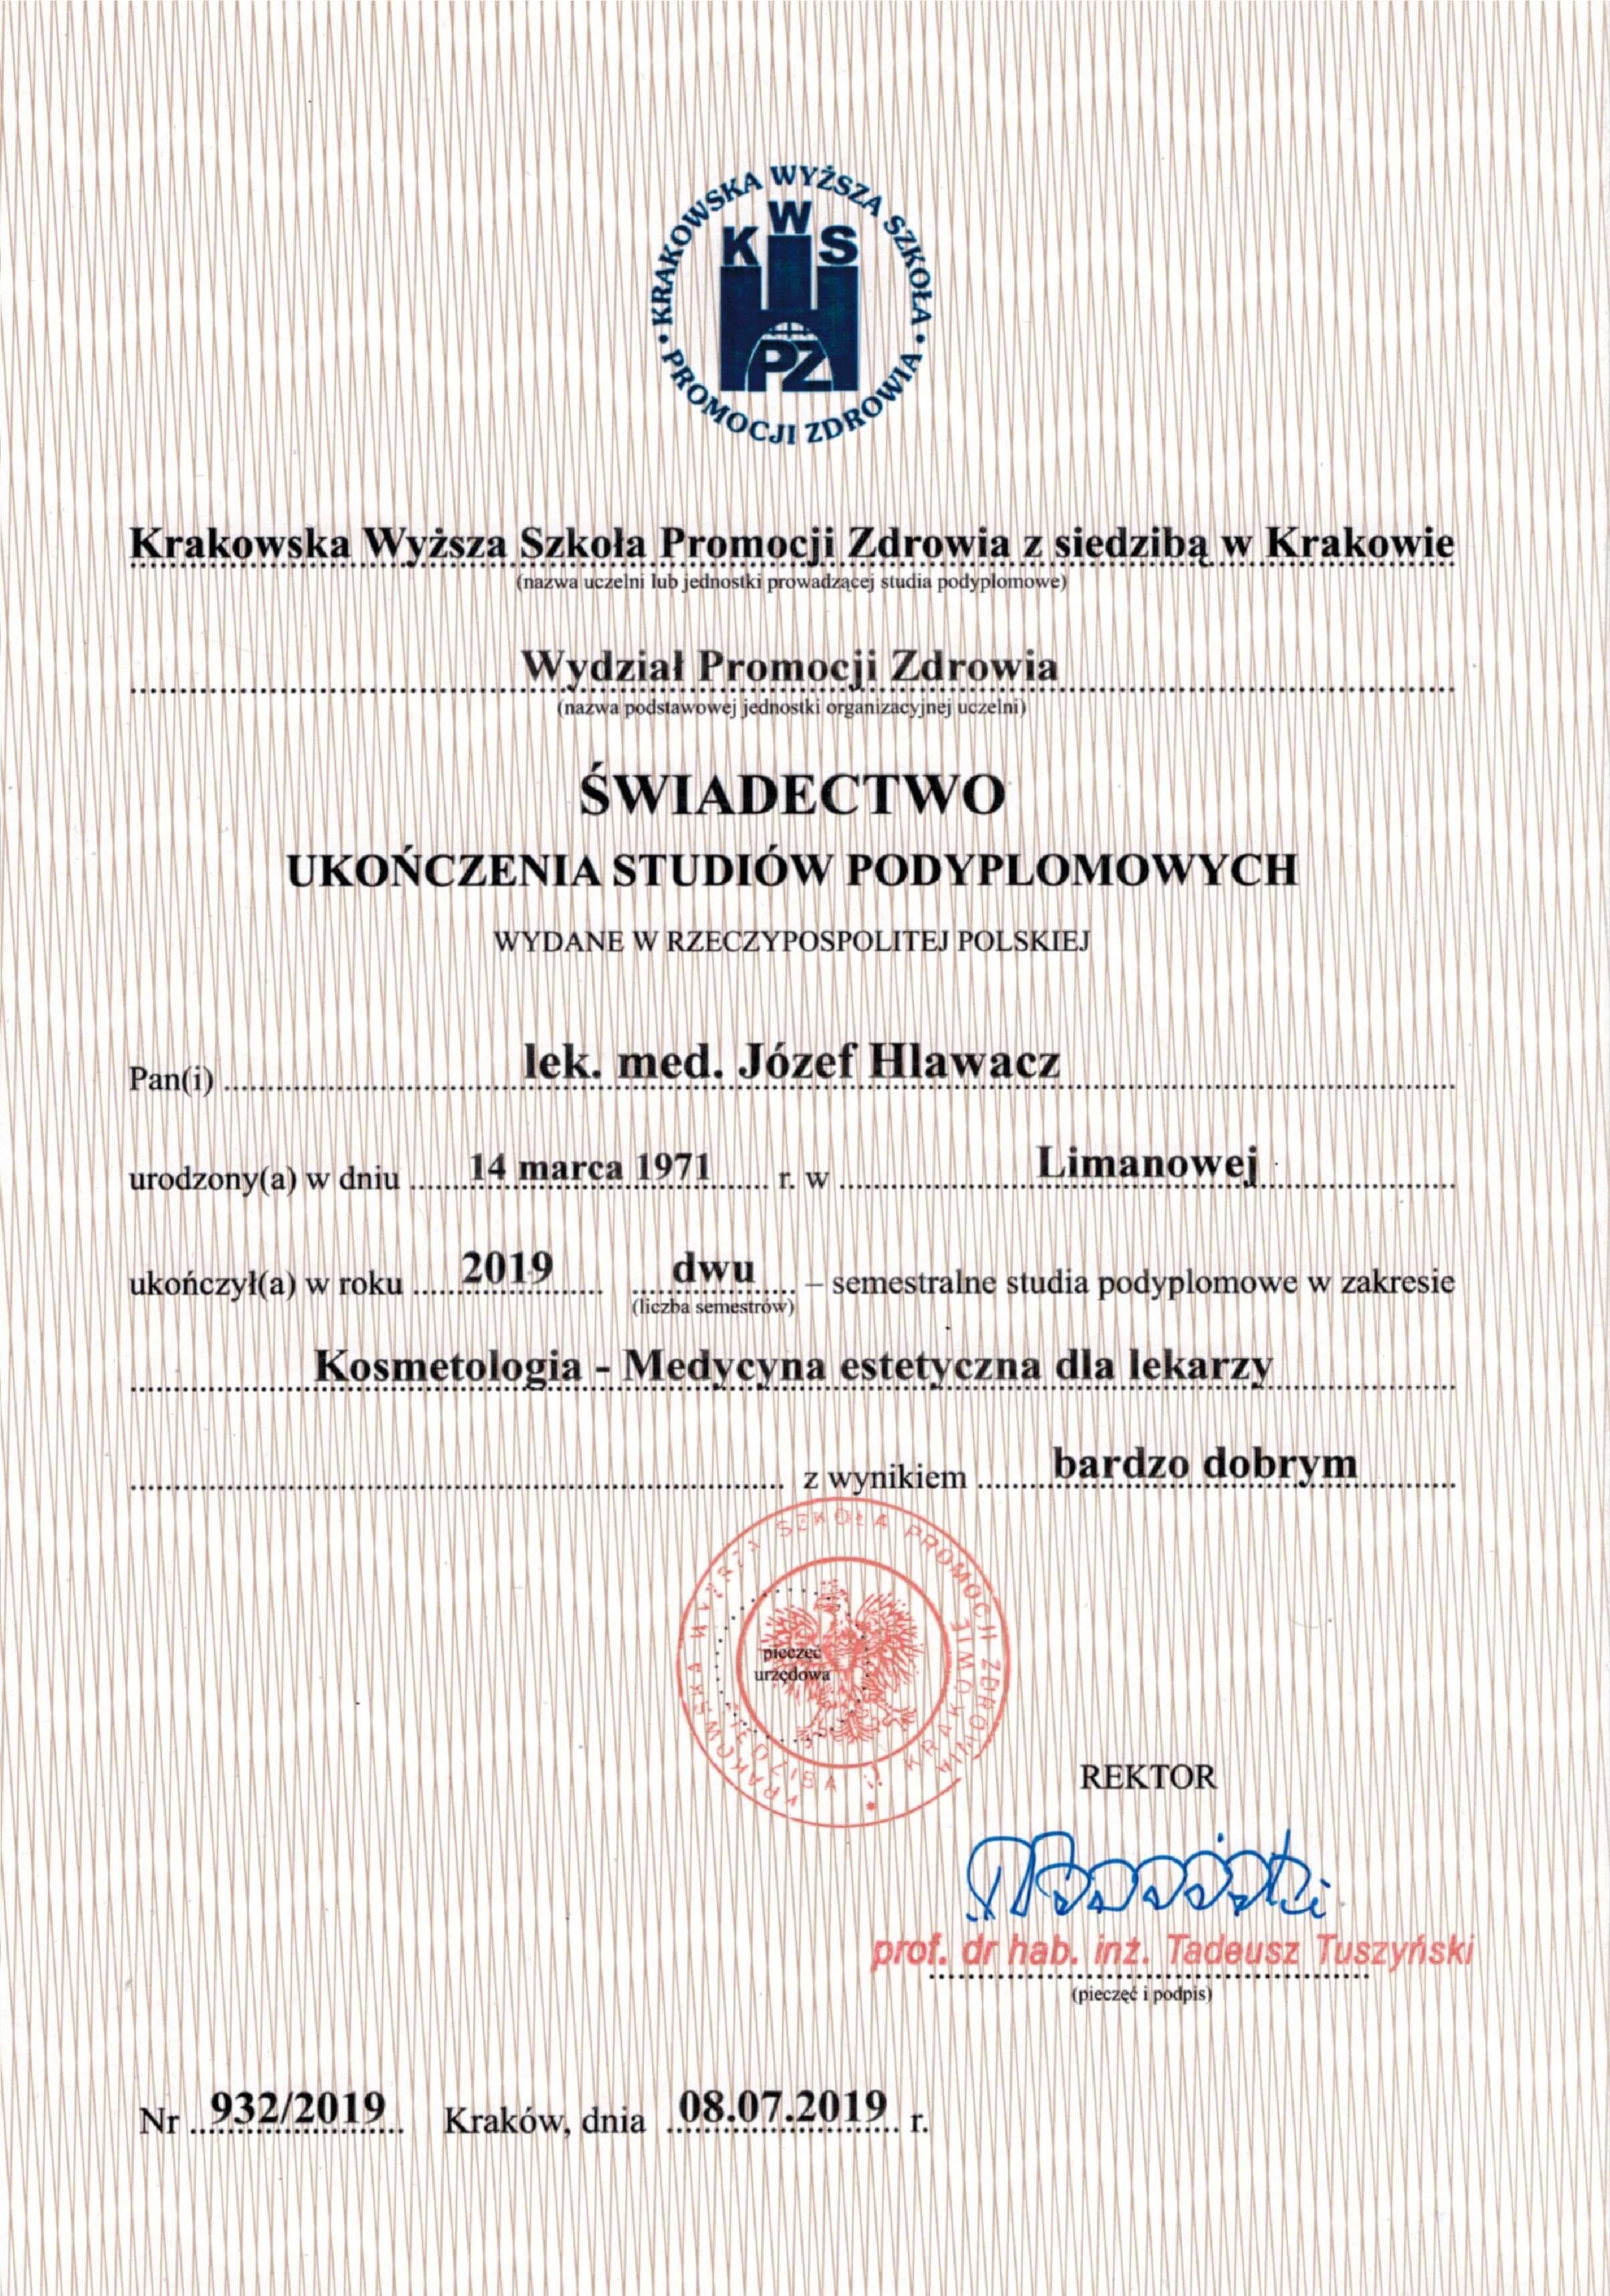 KRAKOWSKA WYŻSZA SZKOŁA
K W S
PZ
PROMOCJI ZDROWIA
Krakowska Wyższa Szkoła Promocji Zdrowia z siedzibą w Krakowie
(nazwa uczelni lub jednostki prowadzącej studia podyplomowe)
Wydział Promocji Zdrowia
(nazwa podstawowej jednostki organizacyjnej uczelni)
ŚWIADECTWO
UKOŃCZENIA STUDIÓW PODYPLOMOWYCH
WYDANE W RZECZYPOSPOLITEJ POLSKIEJ
Pan(i) lek. med. Józef Hlawacz
urodzony(a) w dniu 14 marca 1971 r. w Limanowej
ukończył(a) w roku 2019 dwu – semestralne studia podyplomowe w zakresie
(liczba semestrów)
Kosmetologia - Medycyna estetyczna dla lekarzy
z wynikiem bardzo dobrym
KRAKOWSKA WYŻSZA SZKOŁA PROMOCJI ZDROWIA
SIEDZIBA KRAKOWIE
pieczęć
urzędowa
REKTOR
prof. dr hab. inż. Tadeusz Tuszyński
(pieczęć i podpis)
Nr 932/2019 Kraków, dnia 08.07.2019 r.